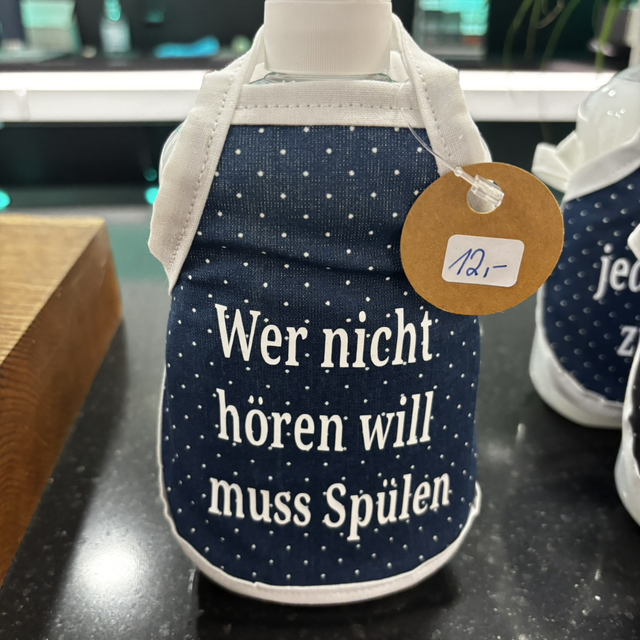 12,-
Wer nicht
hören will
muss Spülen